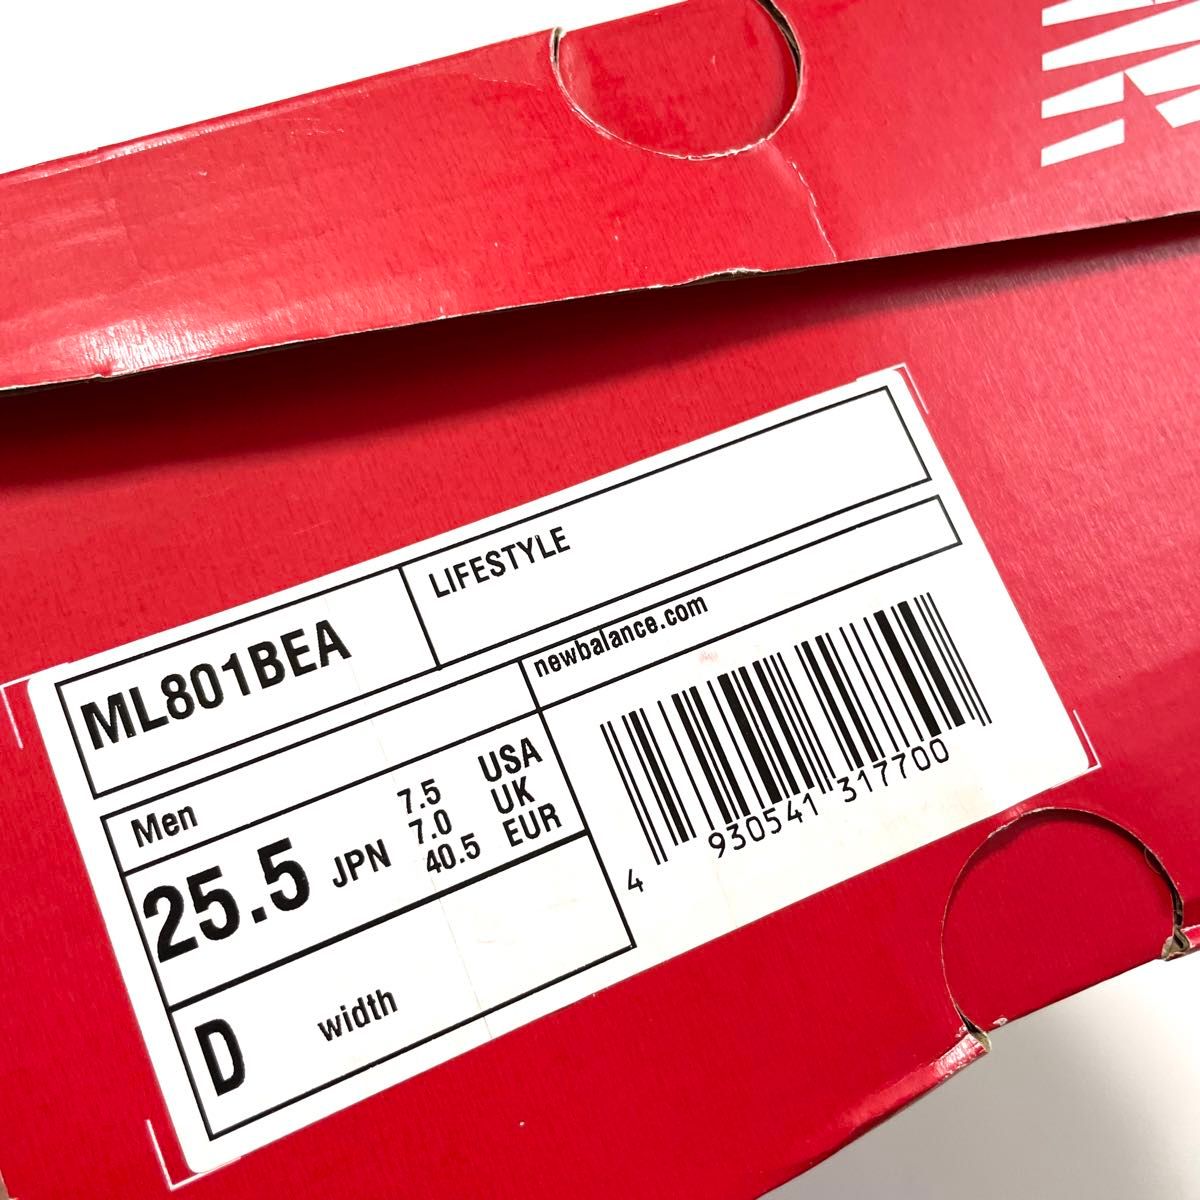 ML801BEA
LIFESTYLE
newbalance.com
Men
25.5 JPN
7.5 USA
7.0 UK
40.5 EUR
D width
4 930541 317700